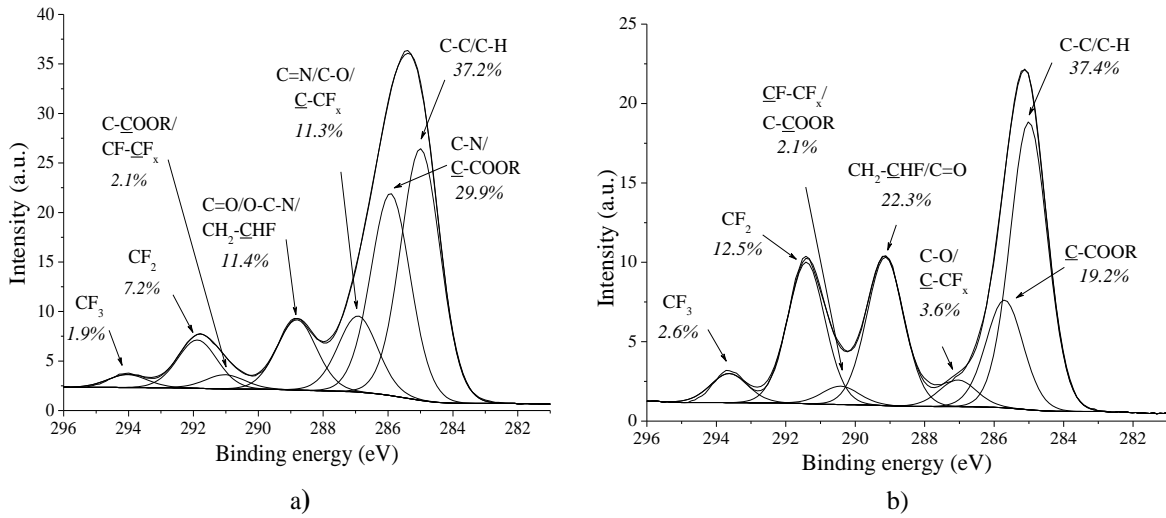 40
35
30
25
20
15
10
5
0
Intensity (a.u.)
C-C/C-H
37.2%
C=N/C-O/
C-CFx
11.3%
C-N/
C-COOR
29.9%
C-COOR/
CF-CFx
2.1%
C=O/O-C-N/
CH2-CHF
11.4%
CF2
7.2%
CF3
1.9%
296 294 292 290 288 286 284 282
Binding energy (eV)
a)
25
20
15
10
5
0
Intensity (a.u.)
C-C/C-H
37.4%
CF-CFx/
C-COOR
2.1%
CH2-CHF/C=O
22.3%
CF2
12.5%
C-O/
C-CFx
3.6%
C-COOR
19.2%
CF3
2.6%
296 294 292 290 288 286 284 282
Binding energy (eV)
b)